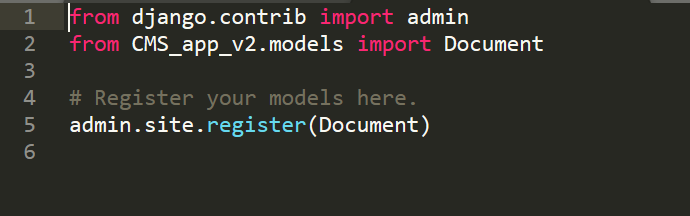 1 from django.contrib import admin
2 from CMS_app_v2.models import Document
3
4 # Register your models here.
5 admin.site.register(Document)
6